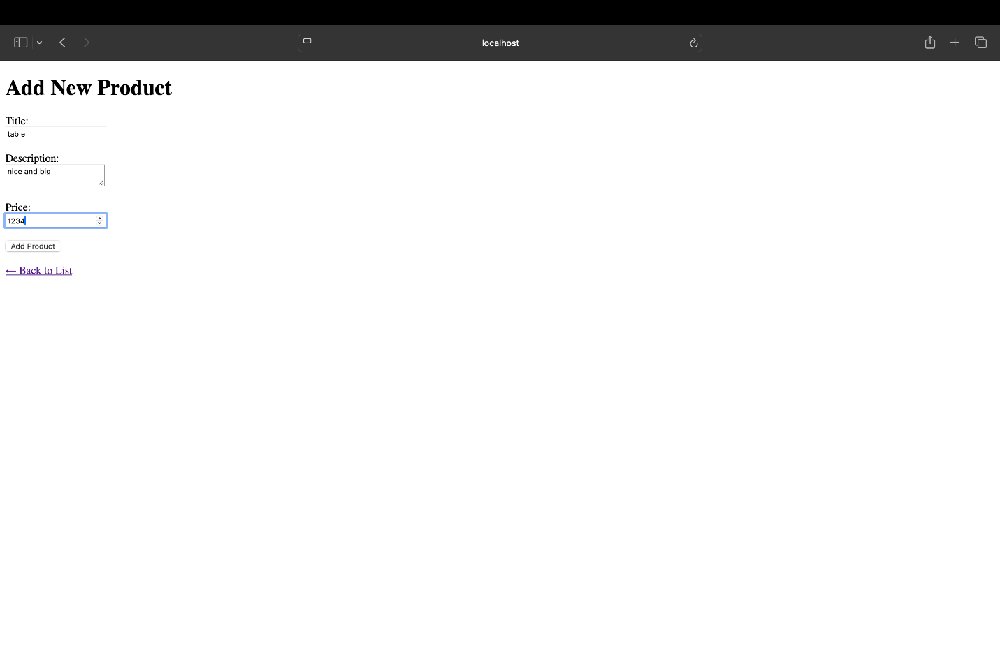 localhost
Add New Product
Title:
table
Description:
nice and big
Price:
1234
Add Product
← Back to List